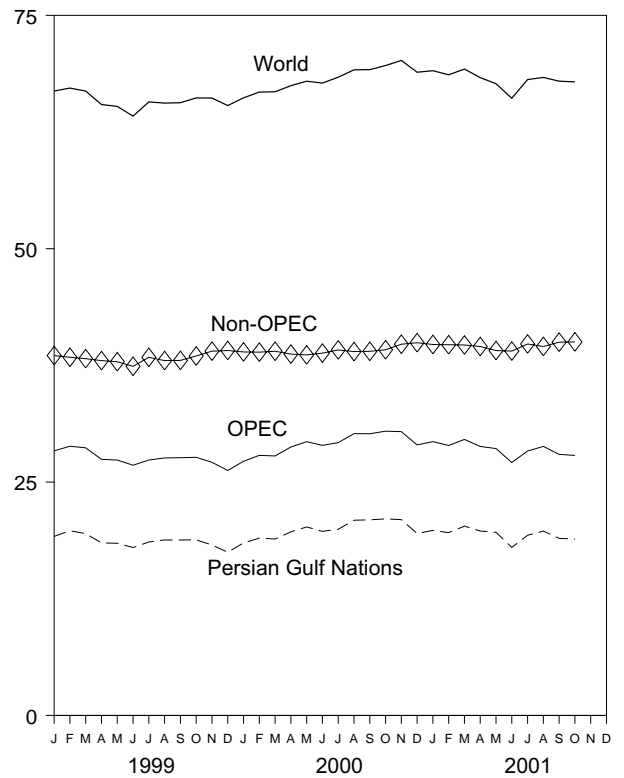 75
World
50
Non-OPEC
OPEC
25
Persian Gulf Nations
0
J F M A M J J A S O N D J F M A M J J A S O N D J F M A M J J A S O N D
1999 2000 2001